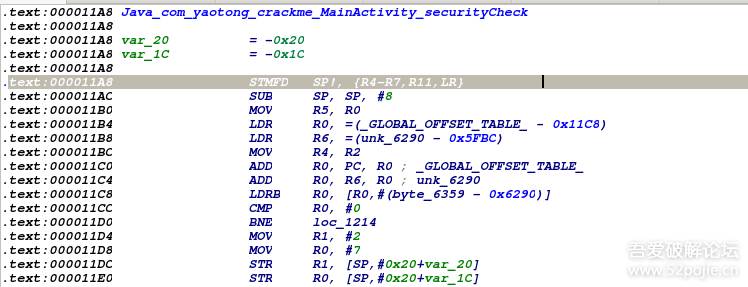 .text:000011A8 Java_com_yaotong_crackme_MainActivity_securityCheck
.text:000011A8
.text:000011A8 var_20 = -0x20
.text:000011A8 var_1C = -0x1C
.text:000011A8
.text:000011A8 STMFD SP!, {R4-R7,R11,LR}
.text:000011AC SUB SP, SP, #8
.text:000011B0 MOV R5, R0
.text:000011B4 LDR R0, =(_GLOBAL_OFFSET_TABLE_ - 0x11C8)
.text:000011B8 LDR R6, =(unk_6290 - 0x5FBC)
.text:000011BC MOV R4, R2
.text:000011C0 ADD R0, PC, R0 ; _GLOBAL_OFFSET_TABLE_
.text:000011C4 ADD R0, R6, R0 ; unk_6290
.text:000011C8 LDRB R0, [R0,#(byte_6359 - 0x6290)]
.text:000011CC CMP R0, #0
.text:000011D0 BNE loc_1214
.text:000011D4 MOV R1, #2
.text:000011D8 MOV R0, #7
.text:000011DC STR R1, [SP,#0x20+var_20]
.text:000011E0 STR R0, [SP,#0x20+var_1C]
吾爱破解论坛
www.52pojie.cn